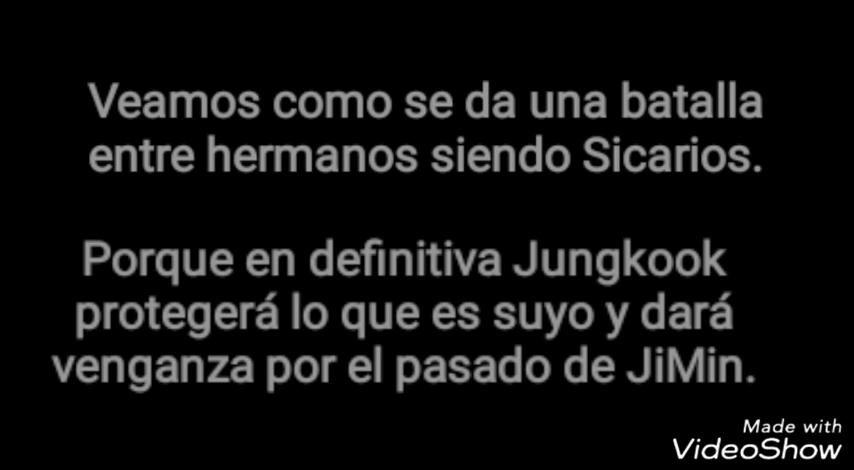 Veamos como se da una batalla
entre hermanos siendo Sicarios.
Porque en definitiva Jungkook
protegerá lo que es suyo y dará
venganza por el pasado de JiMin.
Made with
VideoShow